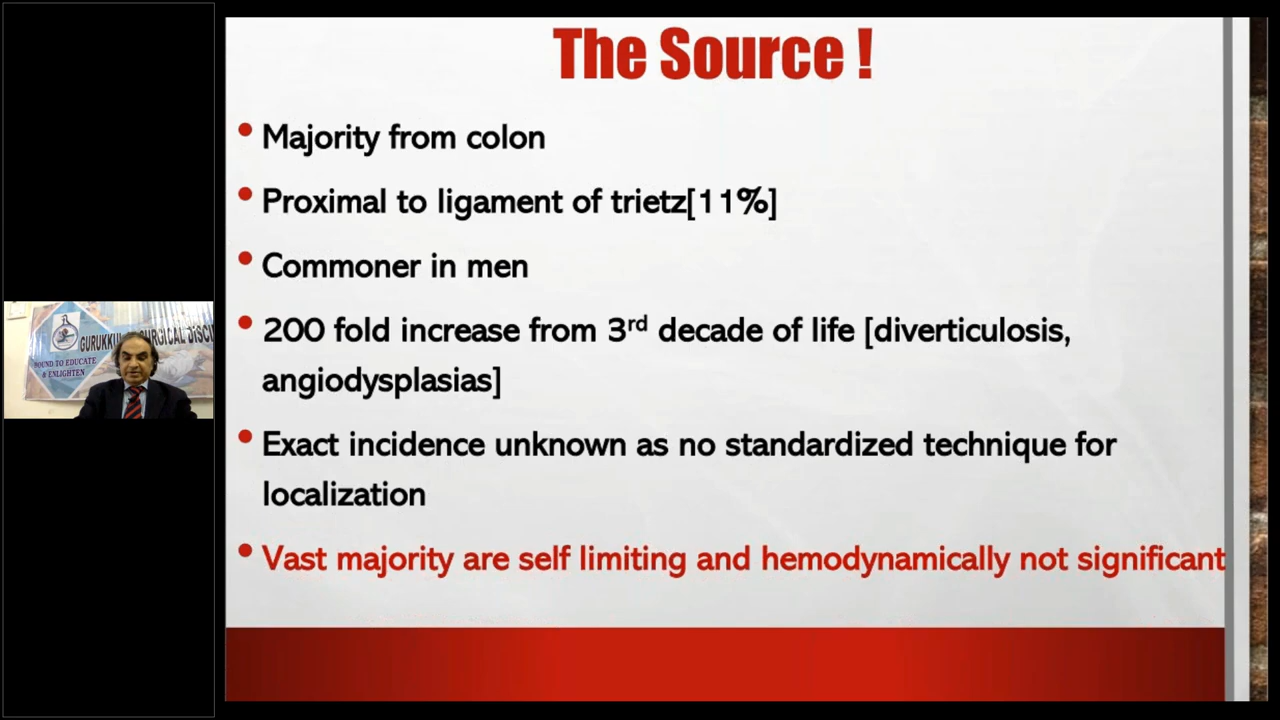 The Source !
• Majority from colon
• Proximal to ligament of trietz[11%]
• Commoner in men
• 200 fold increase from 3rd decade of life [diverticulosis,
angiodysplasias]
• Exact incidence unknown as no standardized technique for
localization
• Vast majority are self limiting and hemodynamically not significant
SURGICAL DISCU
BOUND TO EDUCATE
& ENLIGHTEN